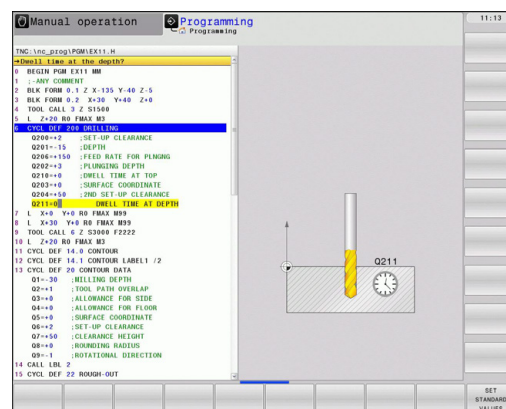 Manual operation
Programming
Programming
11:13
TNC:\nc_prog\PGM\EX11.H
→Dwell time at the depth?
0 BEGIN PGM EX11 MM
1 ;-ANY COMMENT
2 BLK FORM 0.1 Z X-135 Y-40 Z-5
3 BLK FORM 0.2 X+30 Y+40 Z+0
4 TOOL CALL 3 Z S1500
5 L Z+20 R0 FMAX M3
6 CYCL DEF 200 DRILLING
Q200=+2 ;SET-UP CLEARANCE
Q201=-15 ;DEPTH
Q206=+150 ;FEED RATE FOR PLNGNG
Q202=+3 ;PLUNGING DEPTH
Q210=+0 ;DWELL TIME AT TOP
Q203=+0 ;SURFACE COORDINATE
Q204=+50 ;2ND SET-UP CLEARANCE
Q211=0 DWELL TIME AT DEPTH
7 L X+0 Y+0 R0 FMAX M99
8 L X+30 Y+0 R0 FMAX M99
9 TOOL CALL 6 Z S3000 F2222
10 L Z+20 R0 FMAX M3
11 CYCL DEF 14.0 CONTOUR
12 CYCL DEF 14.1 CONTOUR LABEL1 /2
13 CYCL DEF 20 CONTOUR DATA
Q1=-30 ;MILLING DEPTH
Q2=+1 ;TOOL PATH OVERLAP
Q3=+0 ;ALLOWANCE FOR SIDE
Q4=+0 ;ALLOWANCE FOR FLOOR
Q5=+0 ;SURFACE COORDINATE
Q6=+2 ;SET-UP CLEARANCE
Q7=+50 ;CLEARANCE HEIGHT
Q8=+0 ;ROUNDING RADIUS
Q9=-1 ;ROTATIONAL DIRECTION
14 CALL LBL 2
15 CYCL DEF 22 ROUGH-OUT
Q211
SET
STANDARD
VALUES